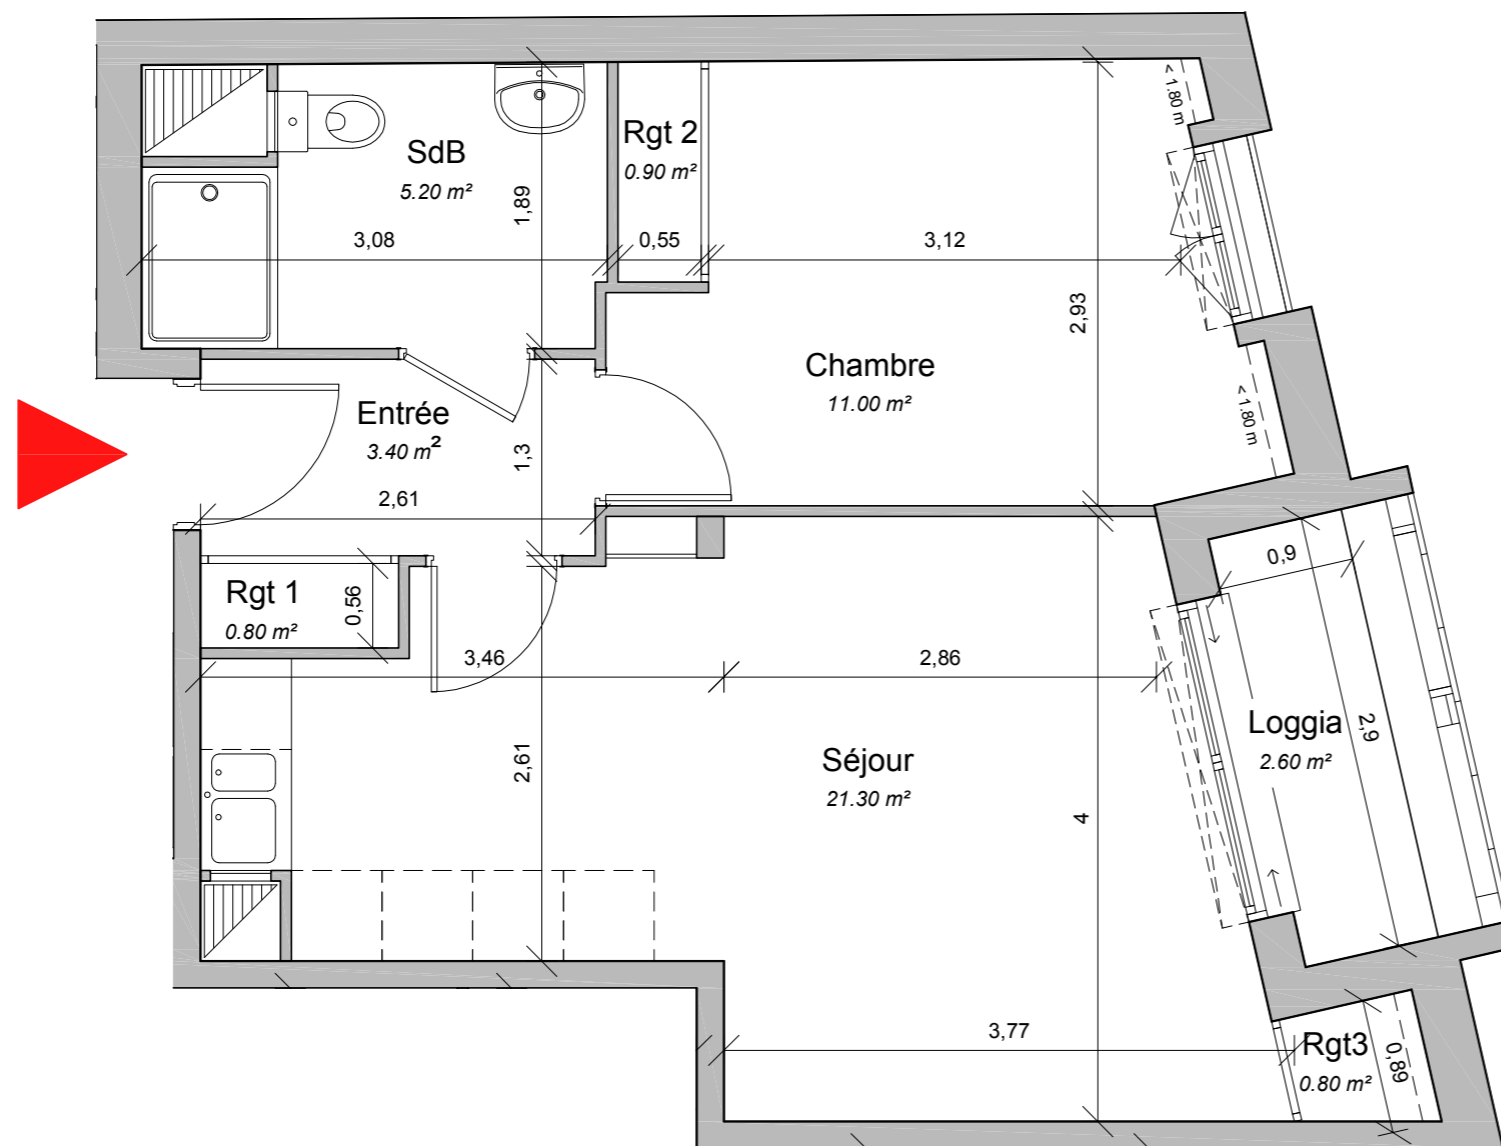 < 1.80 m
SdB
5.20 m²
Rgt 2
0.90 m²
1,89
3,08
0,55
3,12
2,93
Chambre
11.00 m²
< 1.80 m
Entrée
3.40 m²
1,3
2,61
0,9
Rgt 1
0.80 m²
0,56
3,46
2,86
2,61
Séjour
21.30 m²
4
Loggia
2.60 m²
2,9
3,77
Rgt3
0.80 m²
0,89